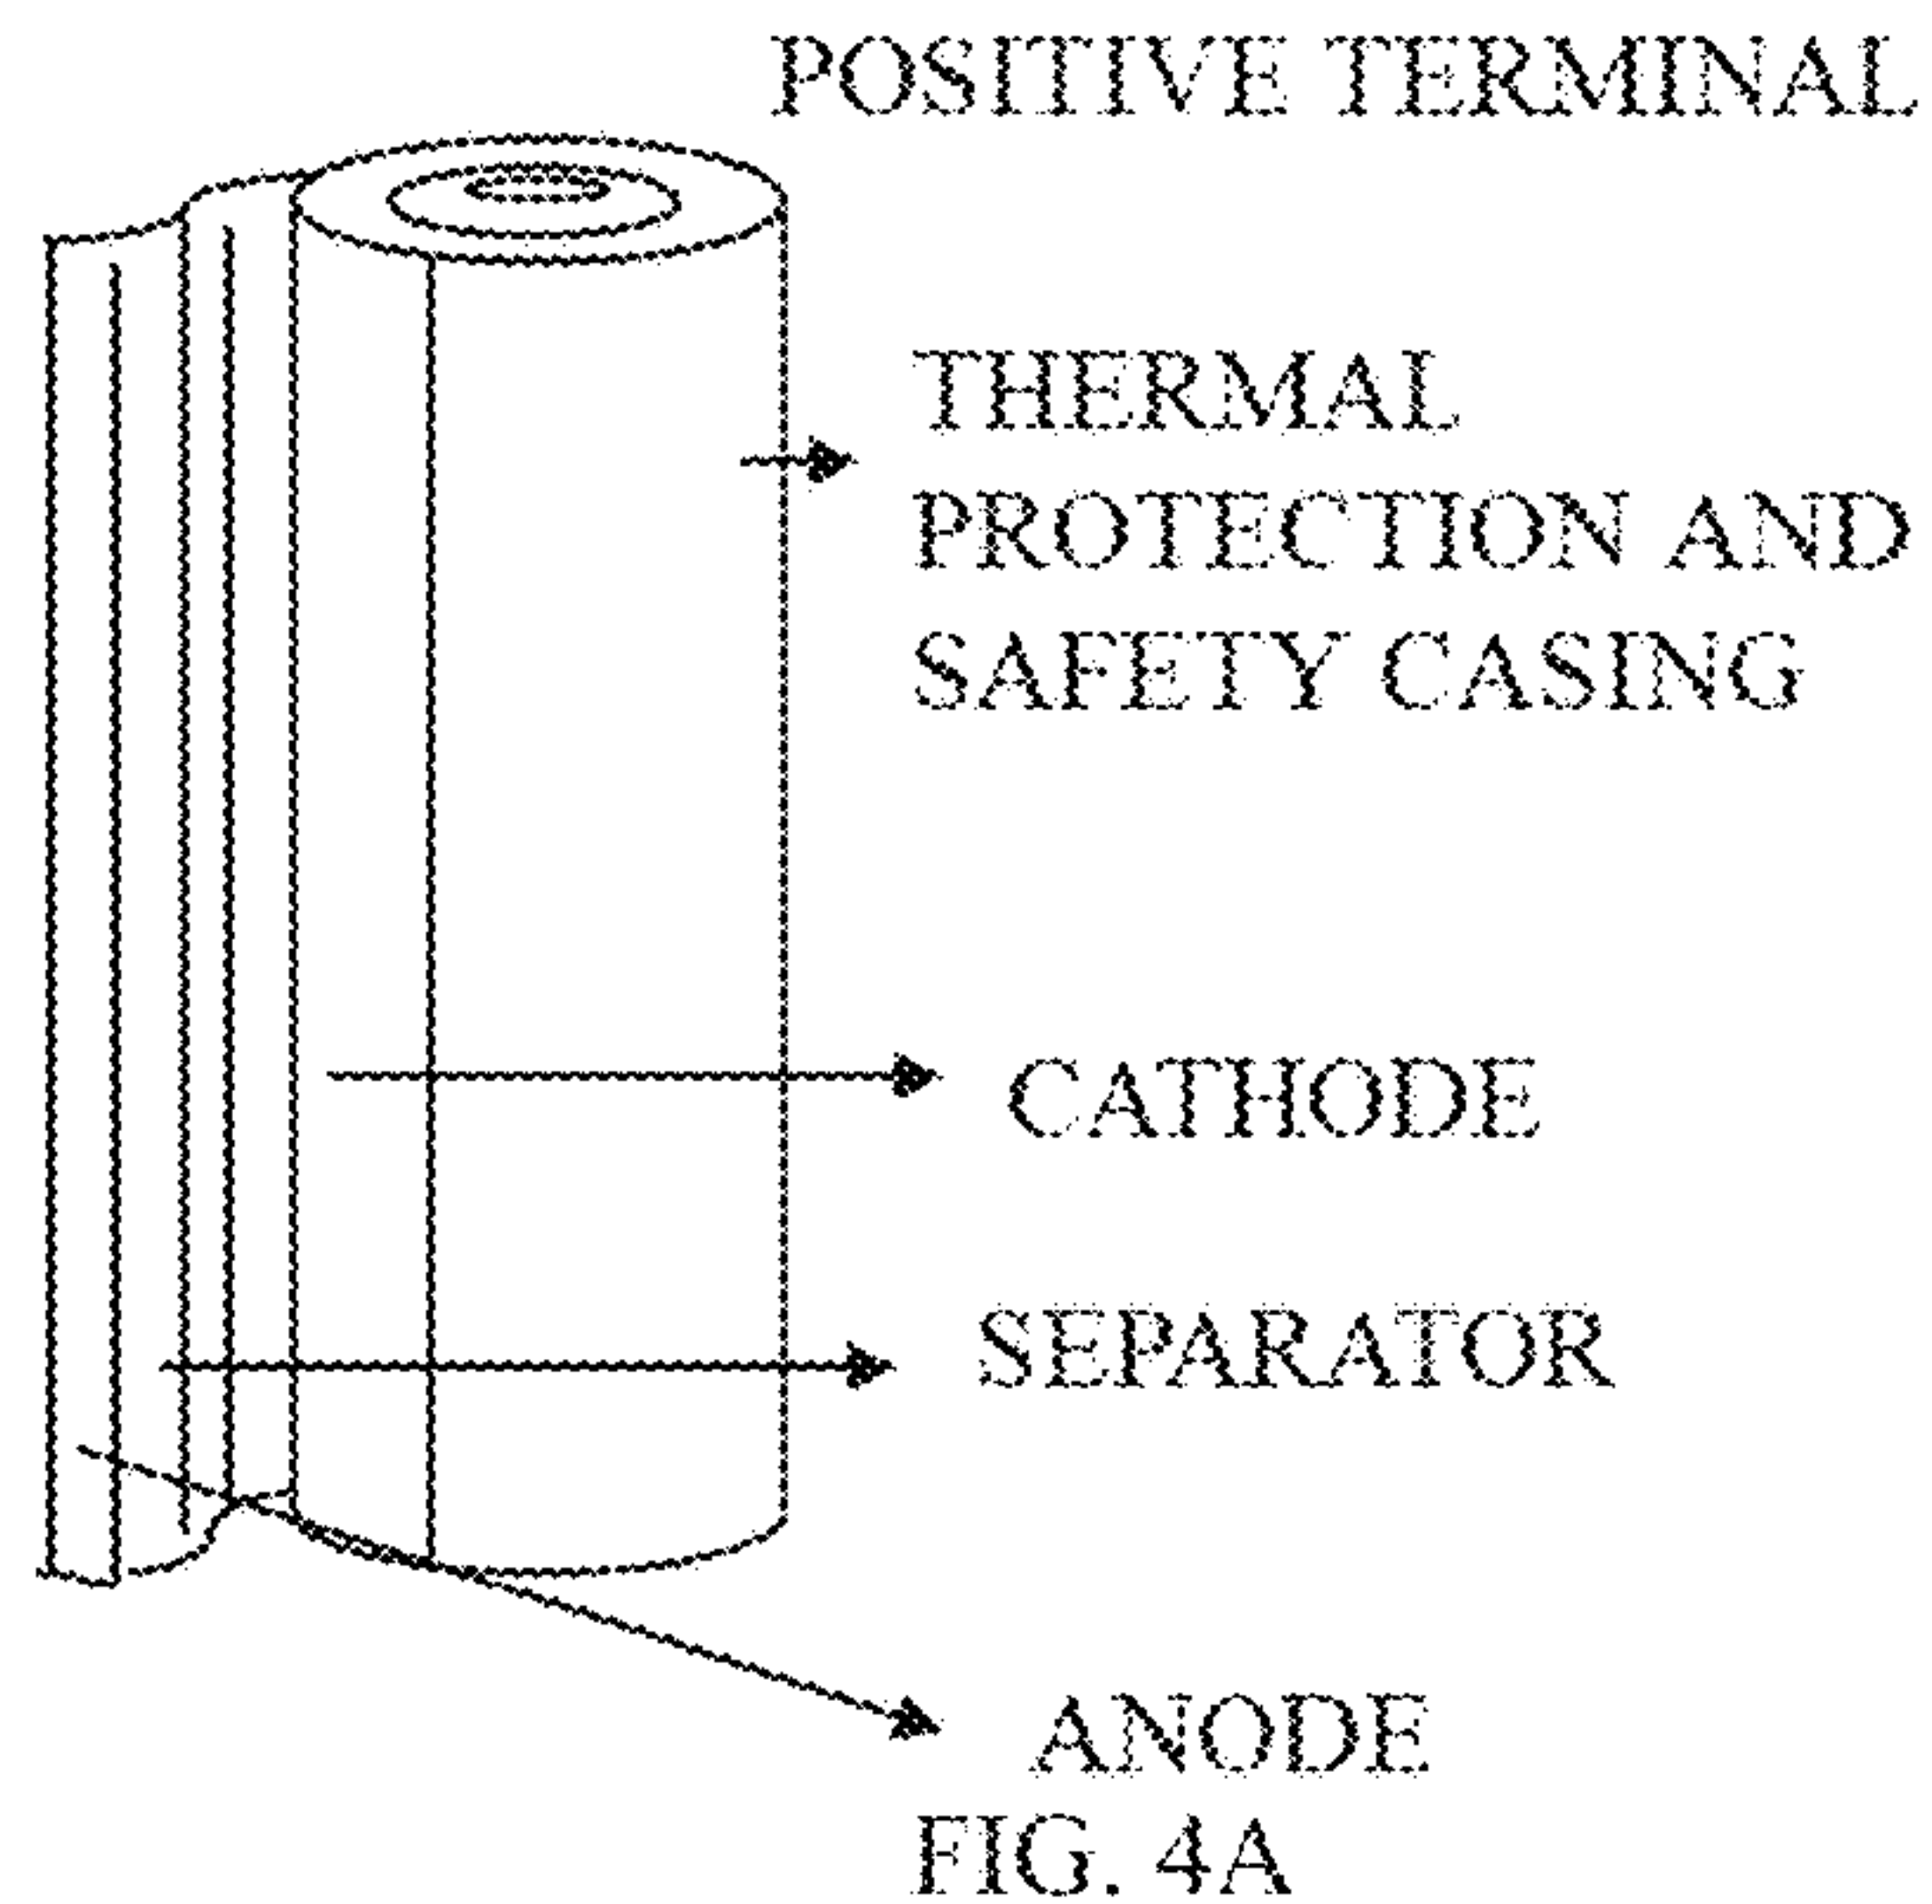 POSITIVE TERMINAL
THERMAL
PROTECTION AND
SAFETY CASING
CATHODE
SEPARATOR
ANODE
FIG. 4A